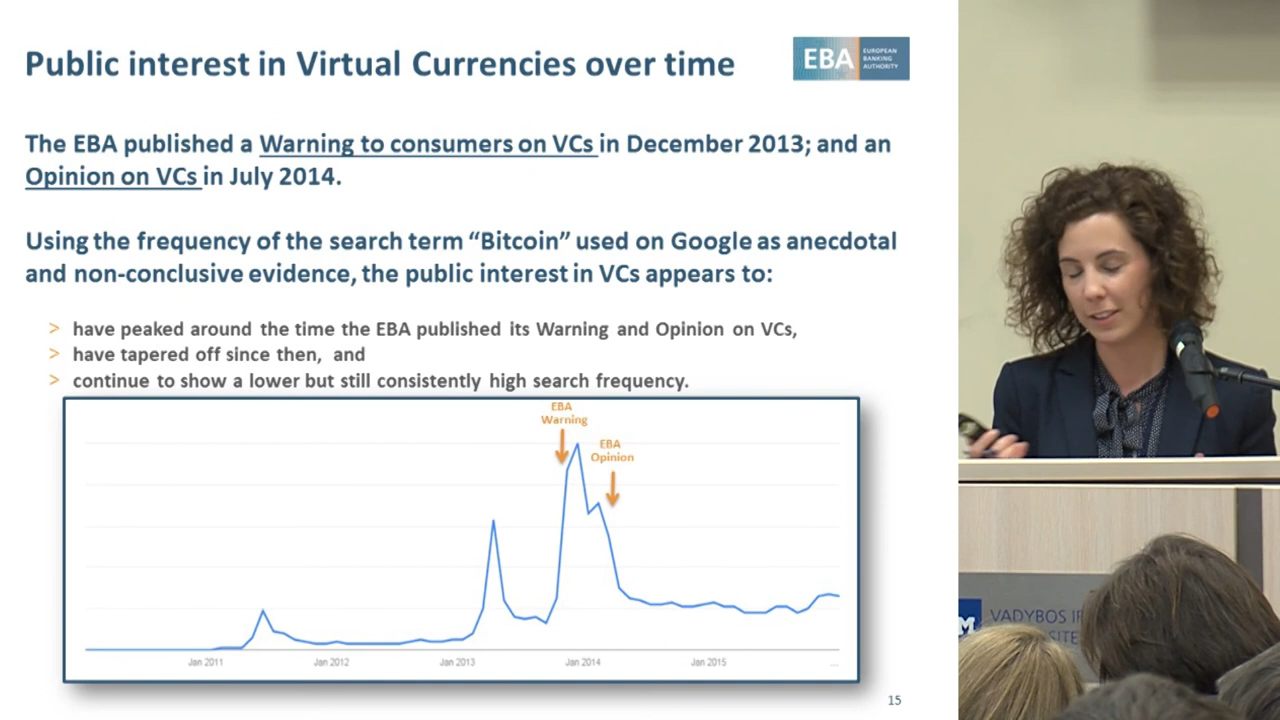 Public interest in Virtual Currencies over time
EBA
EUROPEAN
BANKING
AUTHORITY
The EBA published a Warning to consumers on VCs in December 2013; and an
Opinion on VCs in July 2014.
Using the frequency of the search term “Bitcoin” used on Google as anecdotal
and non-conclusive evidence, the public interest in VCs appears to:
> have peaked around the time the EBA published its Warning and Opinion on VCs,
> have tapered off since then, and
> continue to show a lower but still consistently high search frequency.
EBA
Warning
EBA
Opinion
Jan 2011
Jan 2012
Jan 2013
Jan 2014
Jan 2015
...
15
VADYBOS